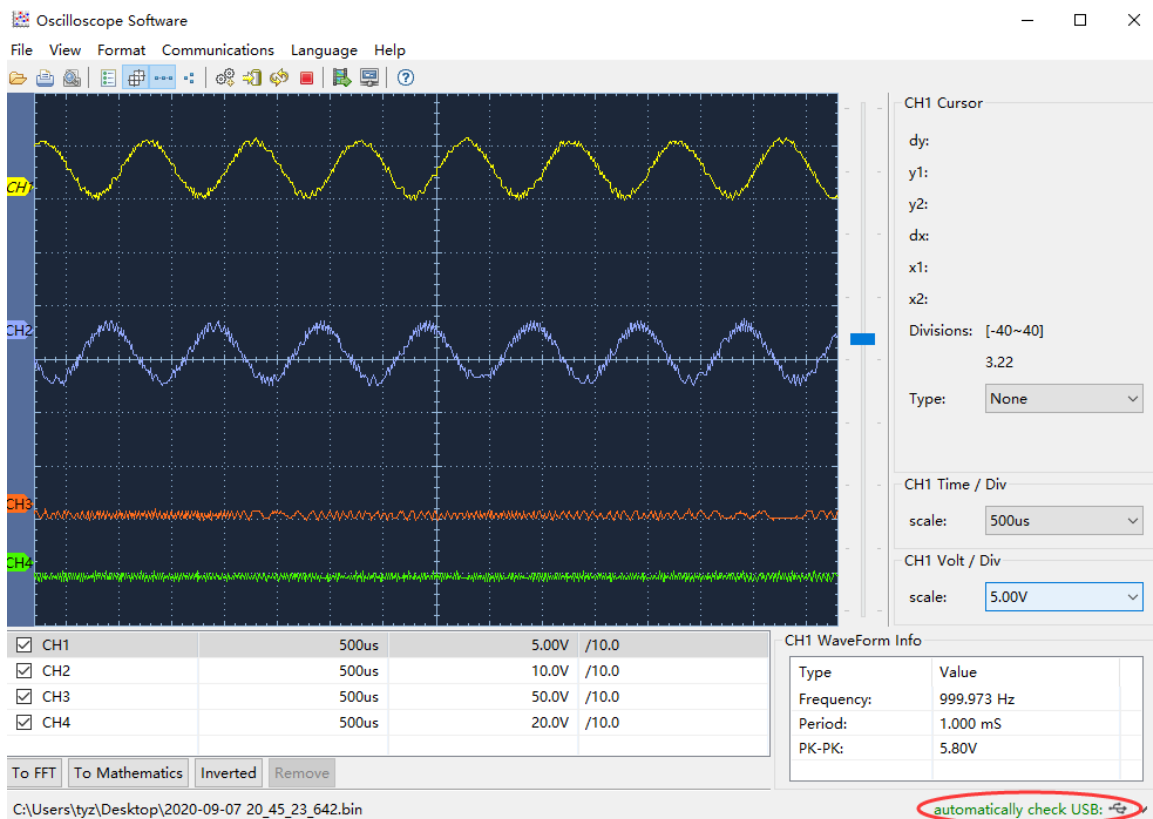 Oscilloscope Software
File View Format Communications Language Help
CH1 Cursor
dy:
y1:
y2:
dx:
x1:
x2:
Divisions: [-40~40]
3.22
Type: None
CH1 Time / Div
scale: 500us
CH1 Volt / Div
scale: 5.00V
CH
CH2
CH3
CH4
CH1 500us 5.00V /10.0
CH2 500us 10.0V /10.0
CH3 500us 50.0V /10.0
CH4 500us 20.0V /10.0
CH1 WaveForm Info
Type Value
Frequency: 999.973 Hz
Period: 1.000 mS
PK-PK: 5.80V
To FFT To Mathematics Inverted Remove
C:\Users\tyz\Desktop\2020-09-07 20_45_23_642.bin
automatically check USB: